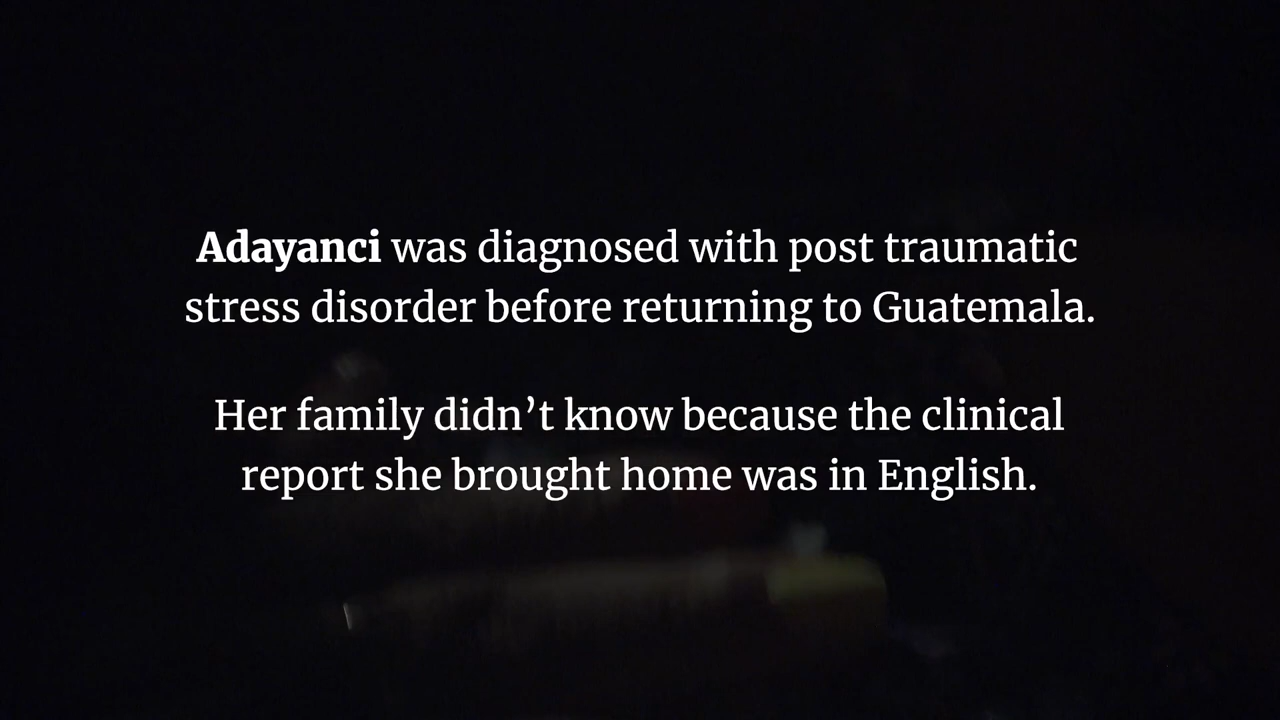 Adayanci was diagnosed with post traumatic
stress disorder before returning to Guatemala.
Her family didn’t know because the clinical
report she brought home was in English.